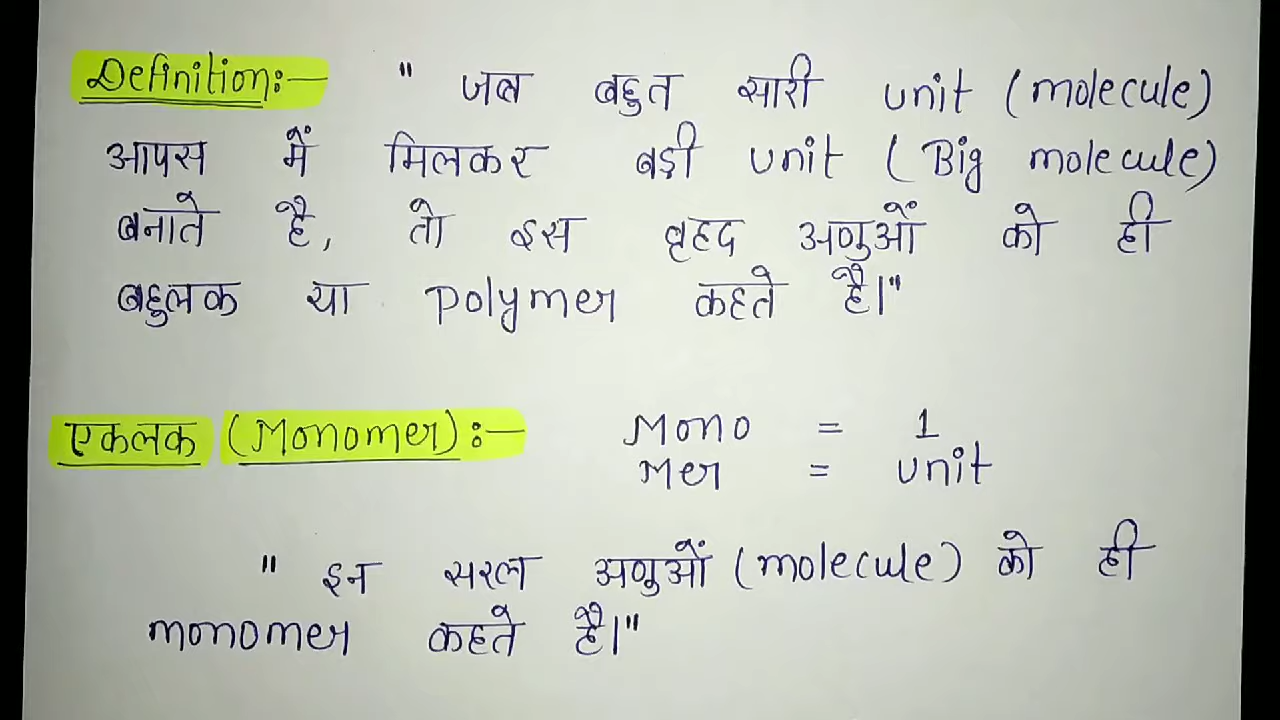 Definition:- " जब बहुत सारी unit (molecule)
आपस में मिलकर बड़ी unit ( Big molecule)
बनाते है, तो इस वृहद अणुओं को ही
बहुलक या polymer कहते है।"
एकलक (Monomer):- Mono = 1
Mer = unit
" इन सरल अणुओं (molecule) को ही
monomer कहते है।"